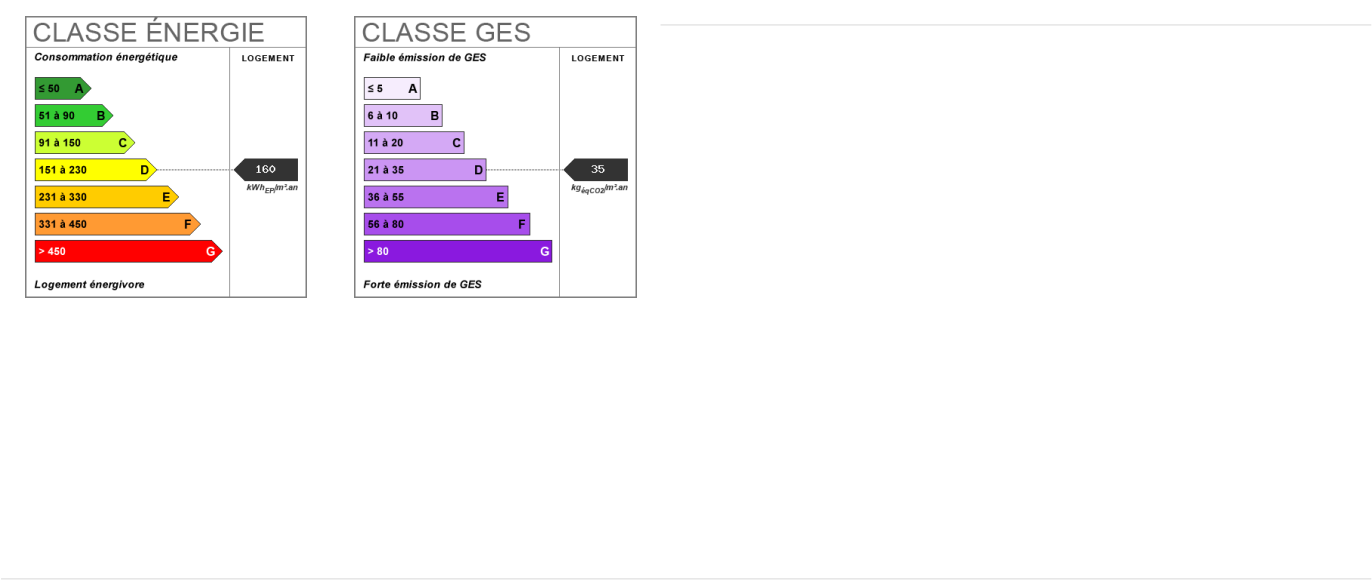 CLASSE ÉNERGIE
Consommation énergétique
LOGEMENT
≤ 50 A
51 à 90 B
91 à 150 C
151 à 230 D
160
kWhEP/m².an
231 à 330 E
331 à 450 F
> 450 G
Logement énergivore
CLASSE GES
Faible émission de GES
LOGEMENT
≤ 5 A
6 à 10 B
11 à 20 C
21 à 35 D
35
kgéqCO2/m².an
36 à 55 E
56 à 80 F
> 80 G
Forte émission de GES